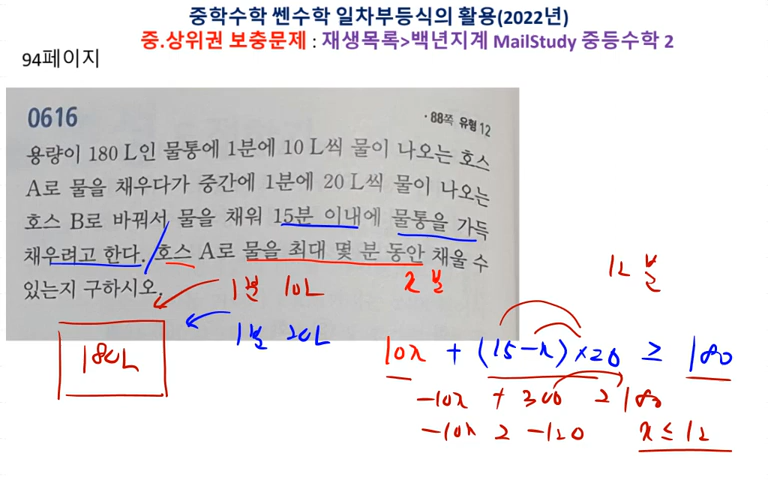 중학수학 쎈수학 일차부등식의 활용(2022년)
중.상위권 보충문제 : 재생목록>백년지계 MailStudy 중등수학 2
94페이지
0616
·88쪽 유형 12
용량이 180 L인 물통에 1분에 10 L씩 물이 나오는 호스
A로 물을 채우다가 중간에 1분에 20 L씩 물이 나오는
호스 B로 바꿔서 물을 채워 15분 이내에 물통을 가득
채우려고 한다. 호스 A로 물을 최대 몇 분 동안 채울 수
있는지 구하시오.
12분
1분 10L
x분
1분 20L
180L
10x + (15-x)×20 ≥ 180
-10x + 300 ≥ 180
-10x ≥ -120
x ≤ 12